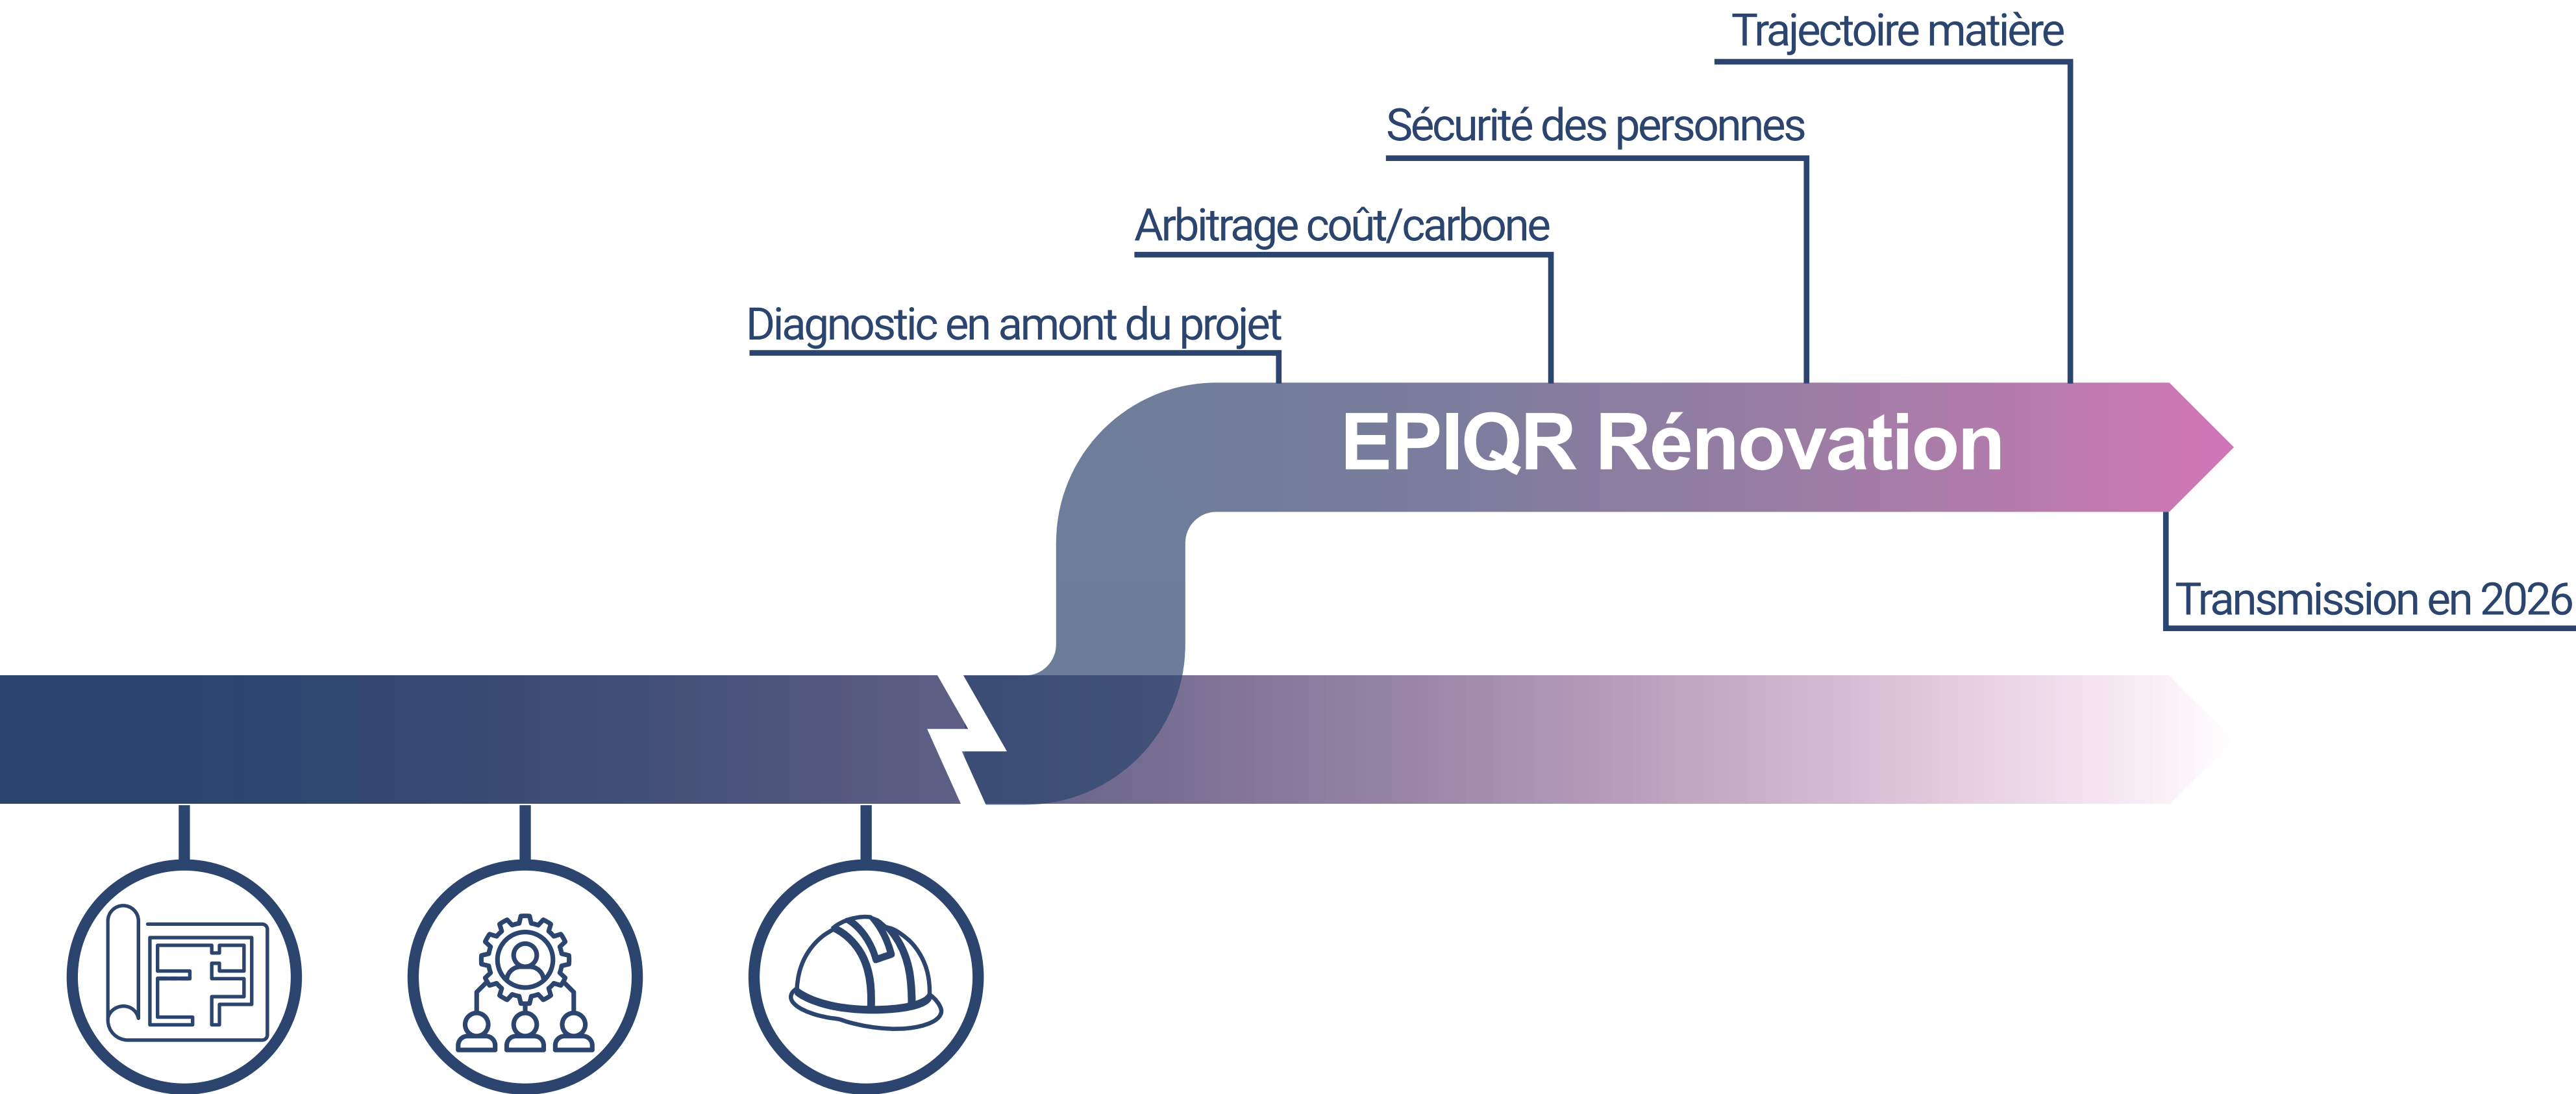 Trajectoire matière
Sécurité des personnes
Arbitrage coût/carbone
Diagnostic en amont du projet
EPIQR Rénovation
Transmission en 2026